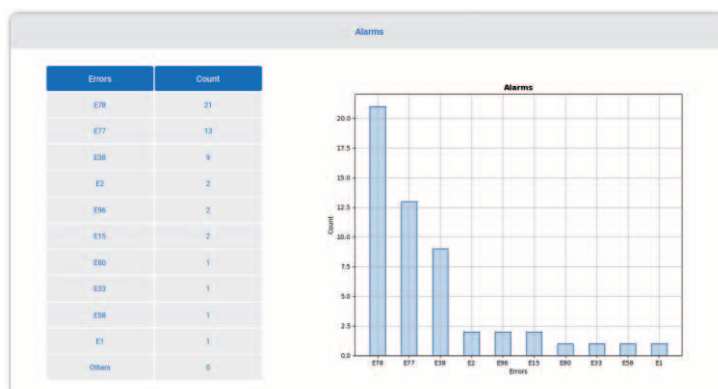 Alarms
Errors Count
E78 21
E77 13
E38 9
E2 2
E96 2
E15 2
E80 1
E33 1
E58 1
E1 1
Others 0
Alarms
20.0
17.5
15.0
12.5
10.0
7.5
5.0
2.5
0.0
Count
E78 E77 E38 E2 E96 E15 E80 E33 E58 E1
Errors